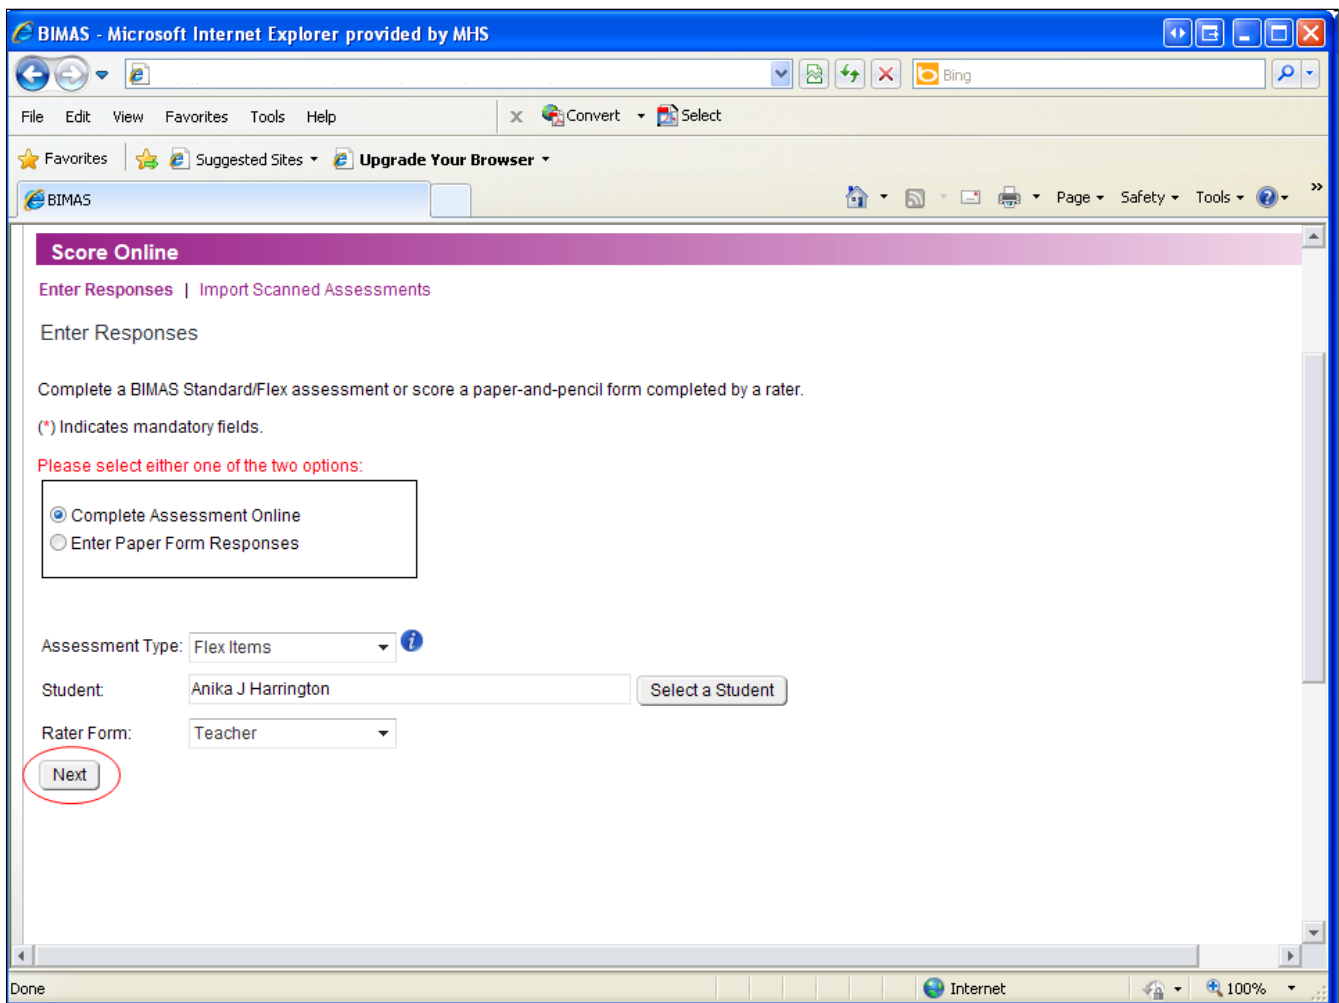 BIMAS - Microsoft Internet Explorer provided by MHS
Bing
File Edit View Favorites Tools Help x Convert Select
Favorites Suggested Sites Upgrade Your Browser
BIMAS Page Safety Tools »
Score Online
Enter Responses | Import Scanned Assessments
Enter Responses
Complete a BIMAS Standard/Flex assessment or score a paper-and-pencil form completed by a rater.
(*) Indicates mandatory fields.
Please select either one of the two options:
Complete Assessment Online
Enter Paper Form Responses
Assessment Type: Flex Items i
Student: Anika J Harrington Select a Student
Rater Form: Teacher
Next
Done Internet 100%